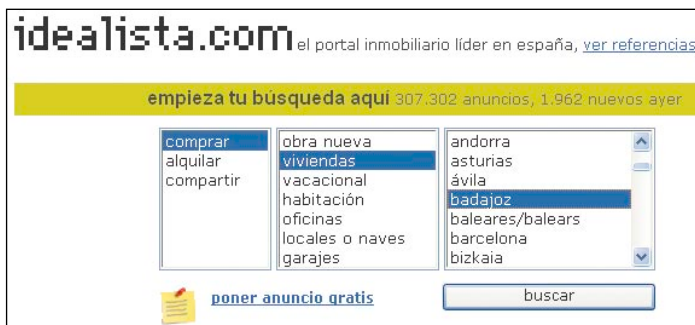 idealista.com el portal inmobiliario líder en españa, ver referencias
empieza tu búsqueda aquí 307.302 anuncios, 1.962 nuevos ayer
comprar
alquilar
compartir
obra nueva
viviendas
vacacional
habitación
oficinas
locales o naves
garajes
andorra
asturias
ávila
badajoz
baleares/balears
barcelona
bizkaia
poner anuncio gratis
buscar